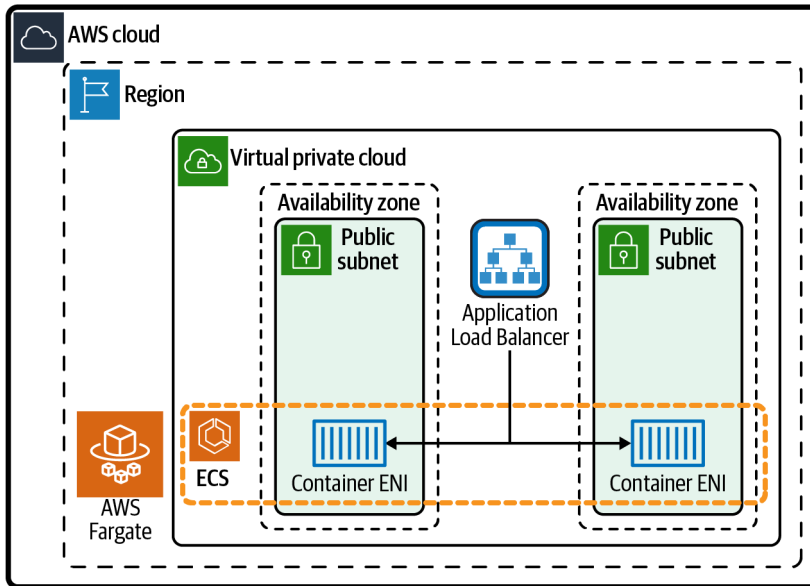 AWS cloud
Region
Virtual private cloud
Availability zone
Public
subnet
Application
Load Balancer
Availability zone
Public
subnet
AWS
Fargate
ECS
Container ENI
Container ENI